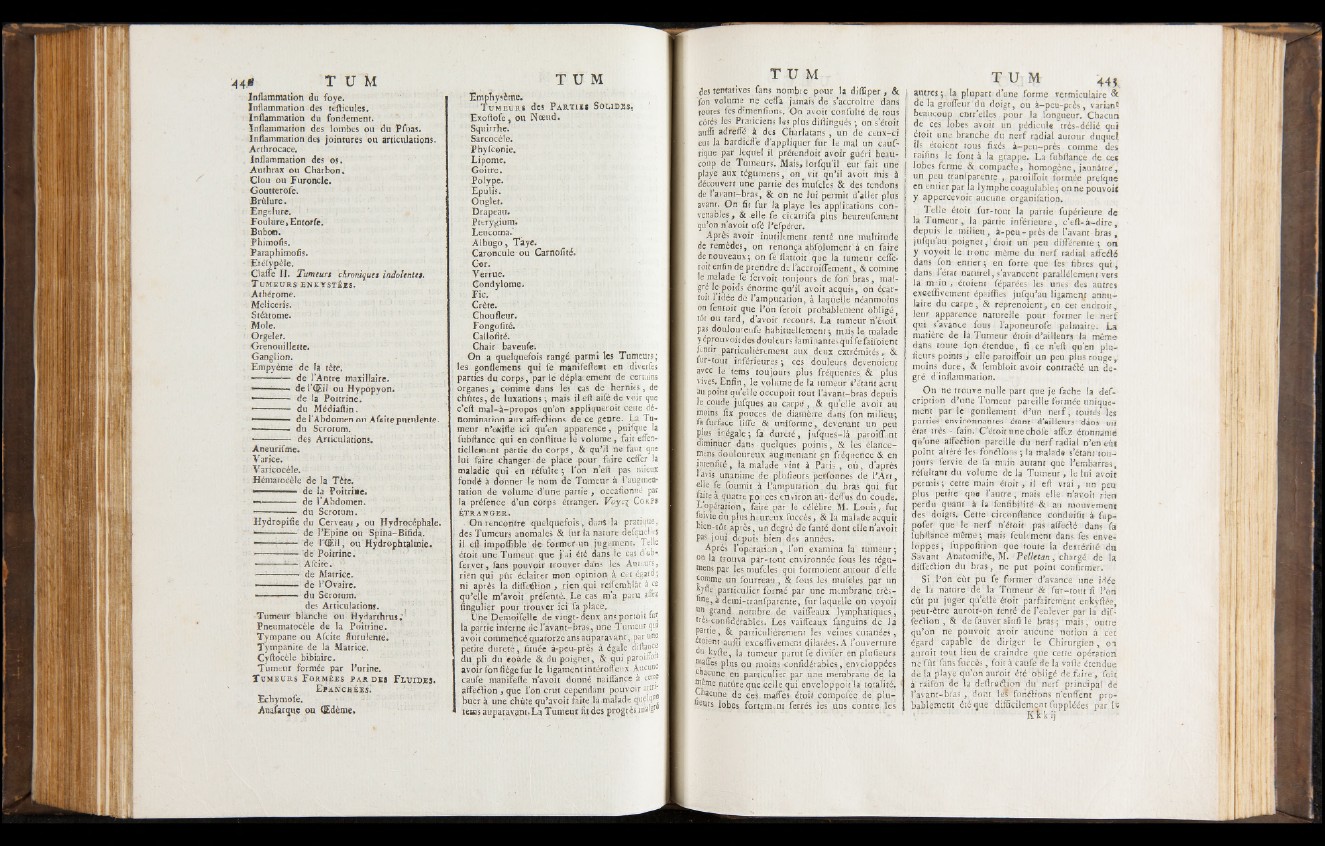 44
T U M
Inflammation du foye.
Inflammation des teſticules.
Inflammation du fondement.
Inflammation des lombes ou du Pſoas.
Inflammation des jointures ou articulations.
Arthrocace.
Inflammation des os.
Anthrax ou Charbon.
Clou ou Furoncle.
Goutteroſe.
Brûlure.
Engelure.
Foulure, Entorſe.
Bubon.
Phimoſis.
Paraphimoſis.
Eréſypèle.
Claſſe II. Tumeurs chroniques indolentes.
TUMEURS ENKYSTÉES.
Athérome.
Meliceris.
Stéatome.
Mole.
Orgelet.
Grenouillette.
Ganglion.
Empyème de la tête.
——— de l'Antre maxillaire.
——— de l'Œil ou Hypopyon.
——— de la Poitrine.
——— du Médiaſtin.
——— de l'Abdomen ou Aſcite purulente.
——— du Scrotum.
——— des Articulations.
Aneuriſme.
Varice.
Varicocèle.
Hématocèle de la Tête.
——— de la Poitrine.
——— de l'Abdomen.
——— du Scrotum.
Hydropiſie du Cerveau, ou Hydrocéphale.
——— de l'Epine ou Spina-Bifida.
——— de l'Œil, ou Hydrophtalmie.
——— de Poitrine.
——— Aſcite.
——— de Matrice.
——— de l'Ovaire.
——— du Scrotum.
des Articulations.
Tumeur blanche ou Hydarthrus.
Pneumatocèle de la Poitrine.
Tympane ou Aſcite flatulente.
Tympanite de la Matrice.
Cyſtocèle bibiaire.
Tumeur formée par l'urine.
TUMEURS FORMÉES PAR DES FLUIDES.
EPANCHÉES.
Echymoſe.
Anaſarque ou Œdème.
T U M
Emphyſème.
TUMEURS des PARTIES SOLIDES.
Exoſtoſe, ou Nœud.
Squirrhe.
Sarcocèle.
Phyſconie.
Lipome.
Goitre.
Polype.
Epulis.
Onglet.
Drapeau.
Pterygium.
Leucoma.
Albugo, Taye.
Caroncule ou Carnoſité.
Cor.
Verrue.
Condylome.
Fic.
Crête.
Choufleur.
Fongoſité.
Calloſité.
Chair baveuſe.
On a quelquefois rangé parmi les Tumeurs;
les gonflemens qui ſe manifeſtent en diverſes
parties du corps, par le déplacement de certains
organes, comme dans les cas de hernies, de
chûtes, de luxations; mais il eſt aiſé de voir que
c'eſt mal-à-propos qu'on appliqueroit cette dé-
nomination aux affections de ce genre. La Tu-
meur n'exiſte ici qu'en apparence, puiſque la
ſubſtance qui en conſtitue le volume, fait eſſen-
tiellement partie du corps, & qu'il ne faut que
lui faire changer de place pour faire ceſſer la
maladie qui en réſulte; l'on n'eſt pas mieux
fondé à donner le nom de Tumeur à l'augmen-
tation de volume d'une partie, occaſionnée par
la préſence d'un corps étranger. Voyez CORPS
ÉTRANGER.
On rencontre quelquefois, dans la pratique,
des Tumeurs anomales & ſur la nature deſquelles
il eſt impoſſible de former un jugement. Telle
étoit une Tumeur que j'ai été dans le cas d'ob-
ſerver, ſans pouvoir trouver dans les Auteurs,
rien qui pût éclairer mon opinion à cet égard;
ni après la diſſection, rien qui reſſemblât à ce
qu'elle m'avoit préſenté. Le cas m'a paru aſſez
ſingulier pour trouver ici ſa place.
Une Demoiſelle de vingt-deux ans portoit ſur
la partie interne de l'avant-bras, une Tumeur qui
avoit commencé quatorze ans auparavant, par une
petite dureté, ſituée à-peu-près à égale diſtance
du pli du coude & du poignet, & qui paroiſſoit
avoir ſon ſiège ſur le ligament intéroſſeux. Aucune
cauſe manifeſte n'avoit donné naiſſance à cette
affection, que l'on crut cependant pouvoir attri-
buer à une chûte qu'avoit faite la malade quelque
tems auparavant. La Tumeur fit des progrès malgré
T U M
des tentatives ſans nombre pour la diſſiper, &
ſon volume ne ceſſa jamais de s'accroître dans
toutes ſes dimenſions. On avoit conſulté de tous
côtés les Praticiens les plus diſtingués; on s'étoit
auſſi adreſſé à des Charlatans, un de ceux-ci
eut la hardieſſe d'appliquer ſur le mal un cauſ-
tique par lequel il prétendoit avoir guéri beau-
coup de Tumeurs. Mais, lorſqu'il eut fait une
playe aux tégumens, on vit qu'il avoit mis à
découvert une partie des muſcles & des tendons
de l'avant-bras, & on ne lui permit d'aller plus
avant. On fit ſur la playe les applications con-
venables, & elle ſe cicatriſa plus heureuſement
qu'on n'avoit oſé l'eſpérer.
Après avoir inutilement tenté une multitude
de remèdes, on renonça abſolument à en faire
de nouveaux; on ſe flattoit que la tumeur ceſſe-
roit enfin de prendre de l'accroiſſement, & comme
le malade ſe ſervoit toujours de ſon bras, mal-
gré le poids énorme qu'il avoit acquis, on écar-
toit l'idée de l'amputation, à laquelle néanmoins
on ſentoit que l'on ſeroit probablement obligé,
tôt ou tard, d'avoir recours. La tumeur n'étoit
pas douloureuſe habituellement; mais le malade
y éprouvoit des douleurs laminantes qui ſe faiſoient
ſentir particulièrement aux deux extrémités, &
ſur-tout inférieures; ces douleurs devenoient
avec le tems toujours plus fréquentes & plus
vives. Enfin, le volume de la tumeur s'étant accru
au point qu'elle occupoit tout l'avant-bras depuis
le coude juſques au carpe, & qu'elle avoit au
moins ſix pouces de diamètre dans ſon milieu;
ſa ſurface liſſe & uniforme, devenant un peu
plus inégale; ſa dureté, juſques-là paroiſſant
diminuer dans quelques points, & les élance-
mens douloureux augmentant en fréquence & en
intenſité, la malade vint à Paris, où, d'après
l'avis unanime de pluſieurs perſonnes de l'Art,
elle ſe ſoumit à l'amputation du bras qui fut
faite à quatre pouces environ au-deſſus du coude.
L'opération, faite par le célèbre M. Louis, fut
ſuivie du plus heureux ſuccès, & la malade acquit
bien-tôt après, un degré de ſanté dont elle n'avoit
pas joui depuis bien des années.
Après l'opération, l'on examina la tumeur;
on la trouva par-tout environnée ſous les tégu-
mens par les muſcles qui formoient autour d'elle
comme un fourreau, & ſous les muſcles par un
kyſte particulier formé par une membrane très-
fine, à demi-tranſparente, ſur laquelle on voyoit
un grand nombre de vaiſſeaux lymphatiques,
très-conſidérables. Les vaiſſeaux ſanguins de la
partie, & particulièrement les veines cutanées,
étoient auſſi exceſſivement dilatées. A l'ouverture
du kyſte, la tumeur parut ſe diviſer en pluſieurs
maſſes plus ou moins conſidérables, enveloppées
chacune en particulier par une membrane de la
même nature que celle qui enveloppoit la totalité.
Chacune de ces maſſes étoit compoſée de plu-
ſieurs lobes fortement ſerrés les uns contre les
T U M
443
autres; la plupart d'une forme vermiculaire &
de la groſſeur du doigt, ou à-peu-près, variant
beaucoup entr'elles pour la longueur. Chacun
de ces lobes avoit un pédicule très-délié qui
étoit une branche du nerf radial autour duquel
ils étoient tous fixés à-peu-près comme des
raiſins le ſont à la grappe. La ſubſtance de ces
lobes ferme & compacte, homogène, jaunâtre,
un peu tranſparente, paroiſſoit formée preſque
en entier par la lymphe coagulable; on ne pouvoit
y appercevoir aucune organiſation.
Telle étoit ſur-tout la partie ſupérieure de
la Tumeur, la partie inférieure, c'eſt-à-dire,
depuis le milieu, à-peu-près de l'avant bras,
juſqu'au poignet, étoit un peu différente; on
y voyoit le tronc même du nerf radial affecté
dans ſon entier; en ſorte que ſes fibres qui,
dans l'état naturel, s'avancent parallèlement vers
la main, étoient ſéparées les unes des autres
exceſſivement épaiſſies juſqu'au ligament annu-
laire du carpe, & reprenoient, en cet endroit,
leur apparence naturelle pour former le nerf
qui s'avance ſous l'aponeuroſe palmaire. La
matière de la Tumeur étoit d'ailleurs la même
dans toute ſon étendue, ſi ce n'eſt qu'en plu-
ſieurs points, elle paroiſſoit un peu plus rouge,
moins dure, & ſembloit avoir contracté un de-
gré d'inflammation.
On ne trouve nulle part que je ſache la deſ-
cription d'une Tumeur pareille formée unique-
ment par le gonflement d'un nerf, toutes les
parties environnantes étant d'ailleurs dans un
état très-ſain. C'étoit une choſe aſſez étonnante
qu'une affection pareille du nerf radial n'en eût
point altéré les fonctions; la malade s'étant tou-
jours ſervie de ſa main autant que l'embarras,
réſultant du volume de la Tumeur, le lui avoit
permis; cette main étoit, il eſt vrai, un peu
plus petite que l'autre, mais elle n'avoit rien
perdu quant à la ſenſibilité & au mouvement
des doigts. Cette circonſtance conduiſit à ſup-
poſer que le nerf n'étoit pas affecté dans ſa
ſubſtance même; mais ſeulement dans ſes enve-
loppes, ſuppoſition que toute la dextérité du
Savant Anatomiſte, M. Pelletan, chargé de la
diſſection du bras, ne put point confirmer.
Si l'on eût pu ſe former d'avance une idée
de la nature de la Tumeur & ſur-tout ſi l'on
eût pu juger qu'elle étoit parfaitement enkyſtée,
peut-être auroit-on tenté de l'enlever par la diſ-
ſection, & de ſauver ainſi le bras; mais, outre
qu'on ne pouvoit avoir aucune notion à cet
égard capable de diriger le Chirurgien, on
auroit tout lieu de craindre que cette opération
ne fût ſans ſuccès, ſoit à cauſe de la vaſte étendue
de la playe qu'on auroit été obligé de faire, ſoit
à raiſon de la deſtruction du nerf principal de
l'avant-bras, dont les fonctions n'euſſent pro-
bablement été que difficilement ſuppléées par le
K k k ij